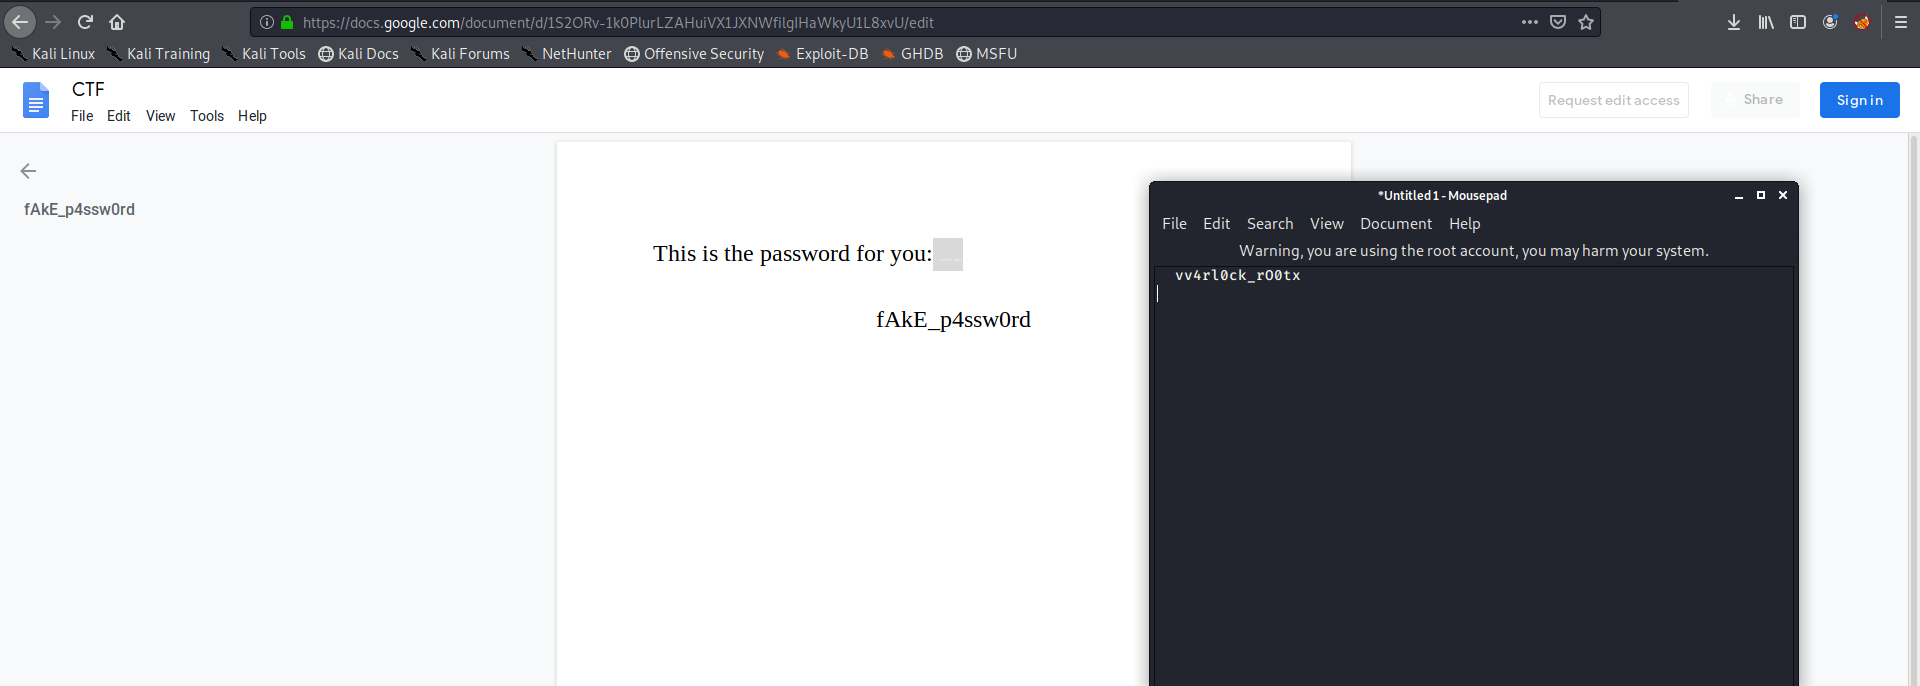 https://docs.google.com/document/d/1S2ORv-1k0PlurLZAHuiVX1JXNWfilgIHaWkyU1L8xvU/edit
Kali Linux Kali Training Kali Tools Kali Docs Kali Forums NetHunter Offensive Security Exploit-DB GHDB MSFU
CTF
File Edit View Tools Help
Request edit access Share Sign in
fAkE_p4ssw0rd
This is the password for you:
fAkE_p4ssw0rd
*Untitled 1 - Mousepad
File Edit Search View Document Help
Warning, you are using the root account, you may harm your system.
vv4rl0ck_rO0tx